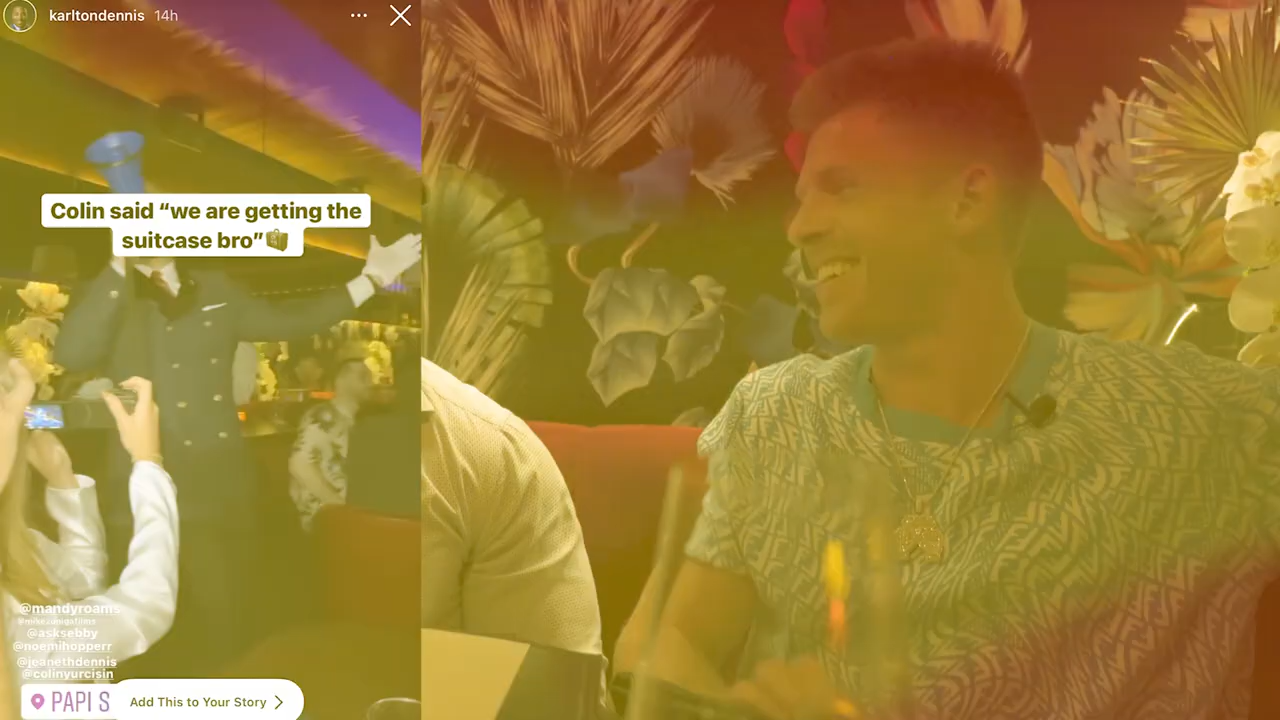 karltondennis 14h
Colin said “we are getting the
suitcase bro”
@mandyroams
@asksebby
@noemihopperr
@jeanethdennis
@colinyurcisin
PAPI S
Add This to Your Story